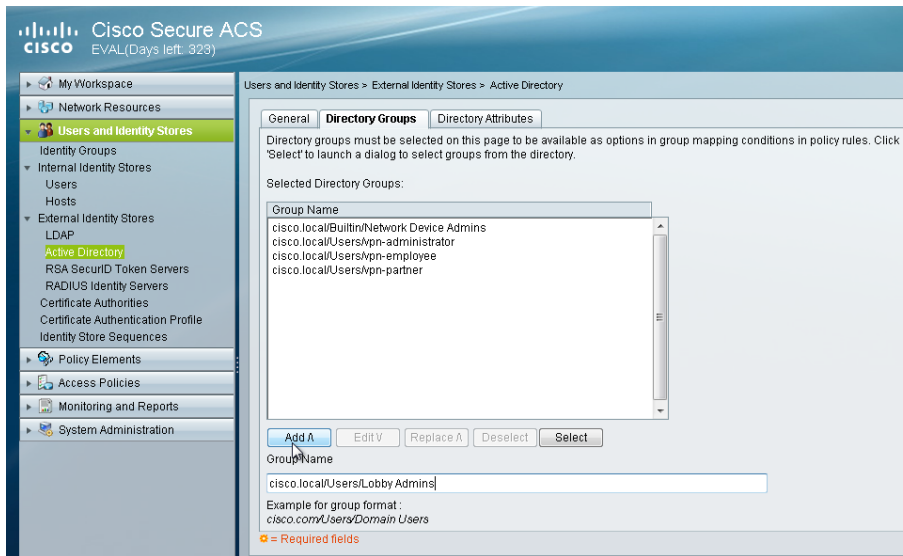 Cisco Secure ACS
CISCO
EVAL(Days left: 323)
My Workspace
Network Resources
Users and Identity Stores
Identity Groups
Internal Identity Stores
Users
Hosts
External Identity Stores
LDAP
Active Directory
RSA SecurID Token Servers
RADIUS Identity Servers
Certificate Authorities
Certificate Authentication Profile
Identity Store Sequences
Policy Elements
Access Policies
Monitoring and Reports
System Administration
Users and Identity Stores > External Identity Stores > Active Directory
General
Directory Groups
Directory Attributes
Directory groups must be selected on this page to be available as options in group mapping conditions in policy rules. Click
'Select' to launch a dialog to select groups from the directory.
Selected Directory Groups:
Group Name
cisco.local/Builtin/Network Device Admins
cisco.local/Users/vpn-administrator
cisco.local/Users/vpn-employee
cisco.local/Users/vpn-partner
Add Λ
Edit V
Replace Λ
Deselect
Select
Group Name
cisco.local/Users/Lobby Admins
Example for group format :
cisco.com/Users/Domain Users
= Required fields